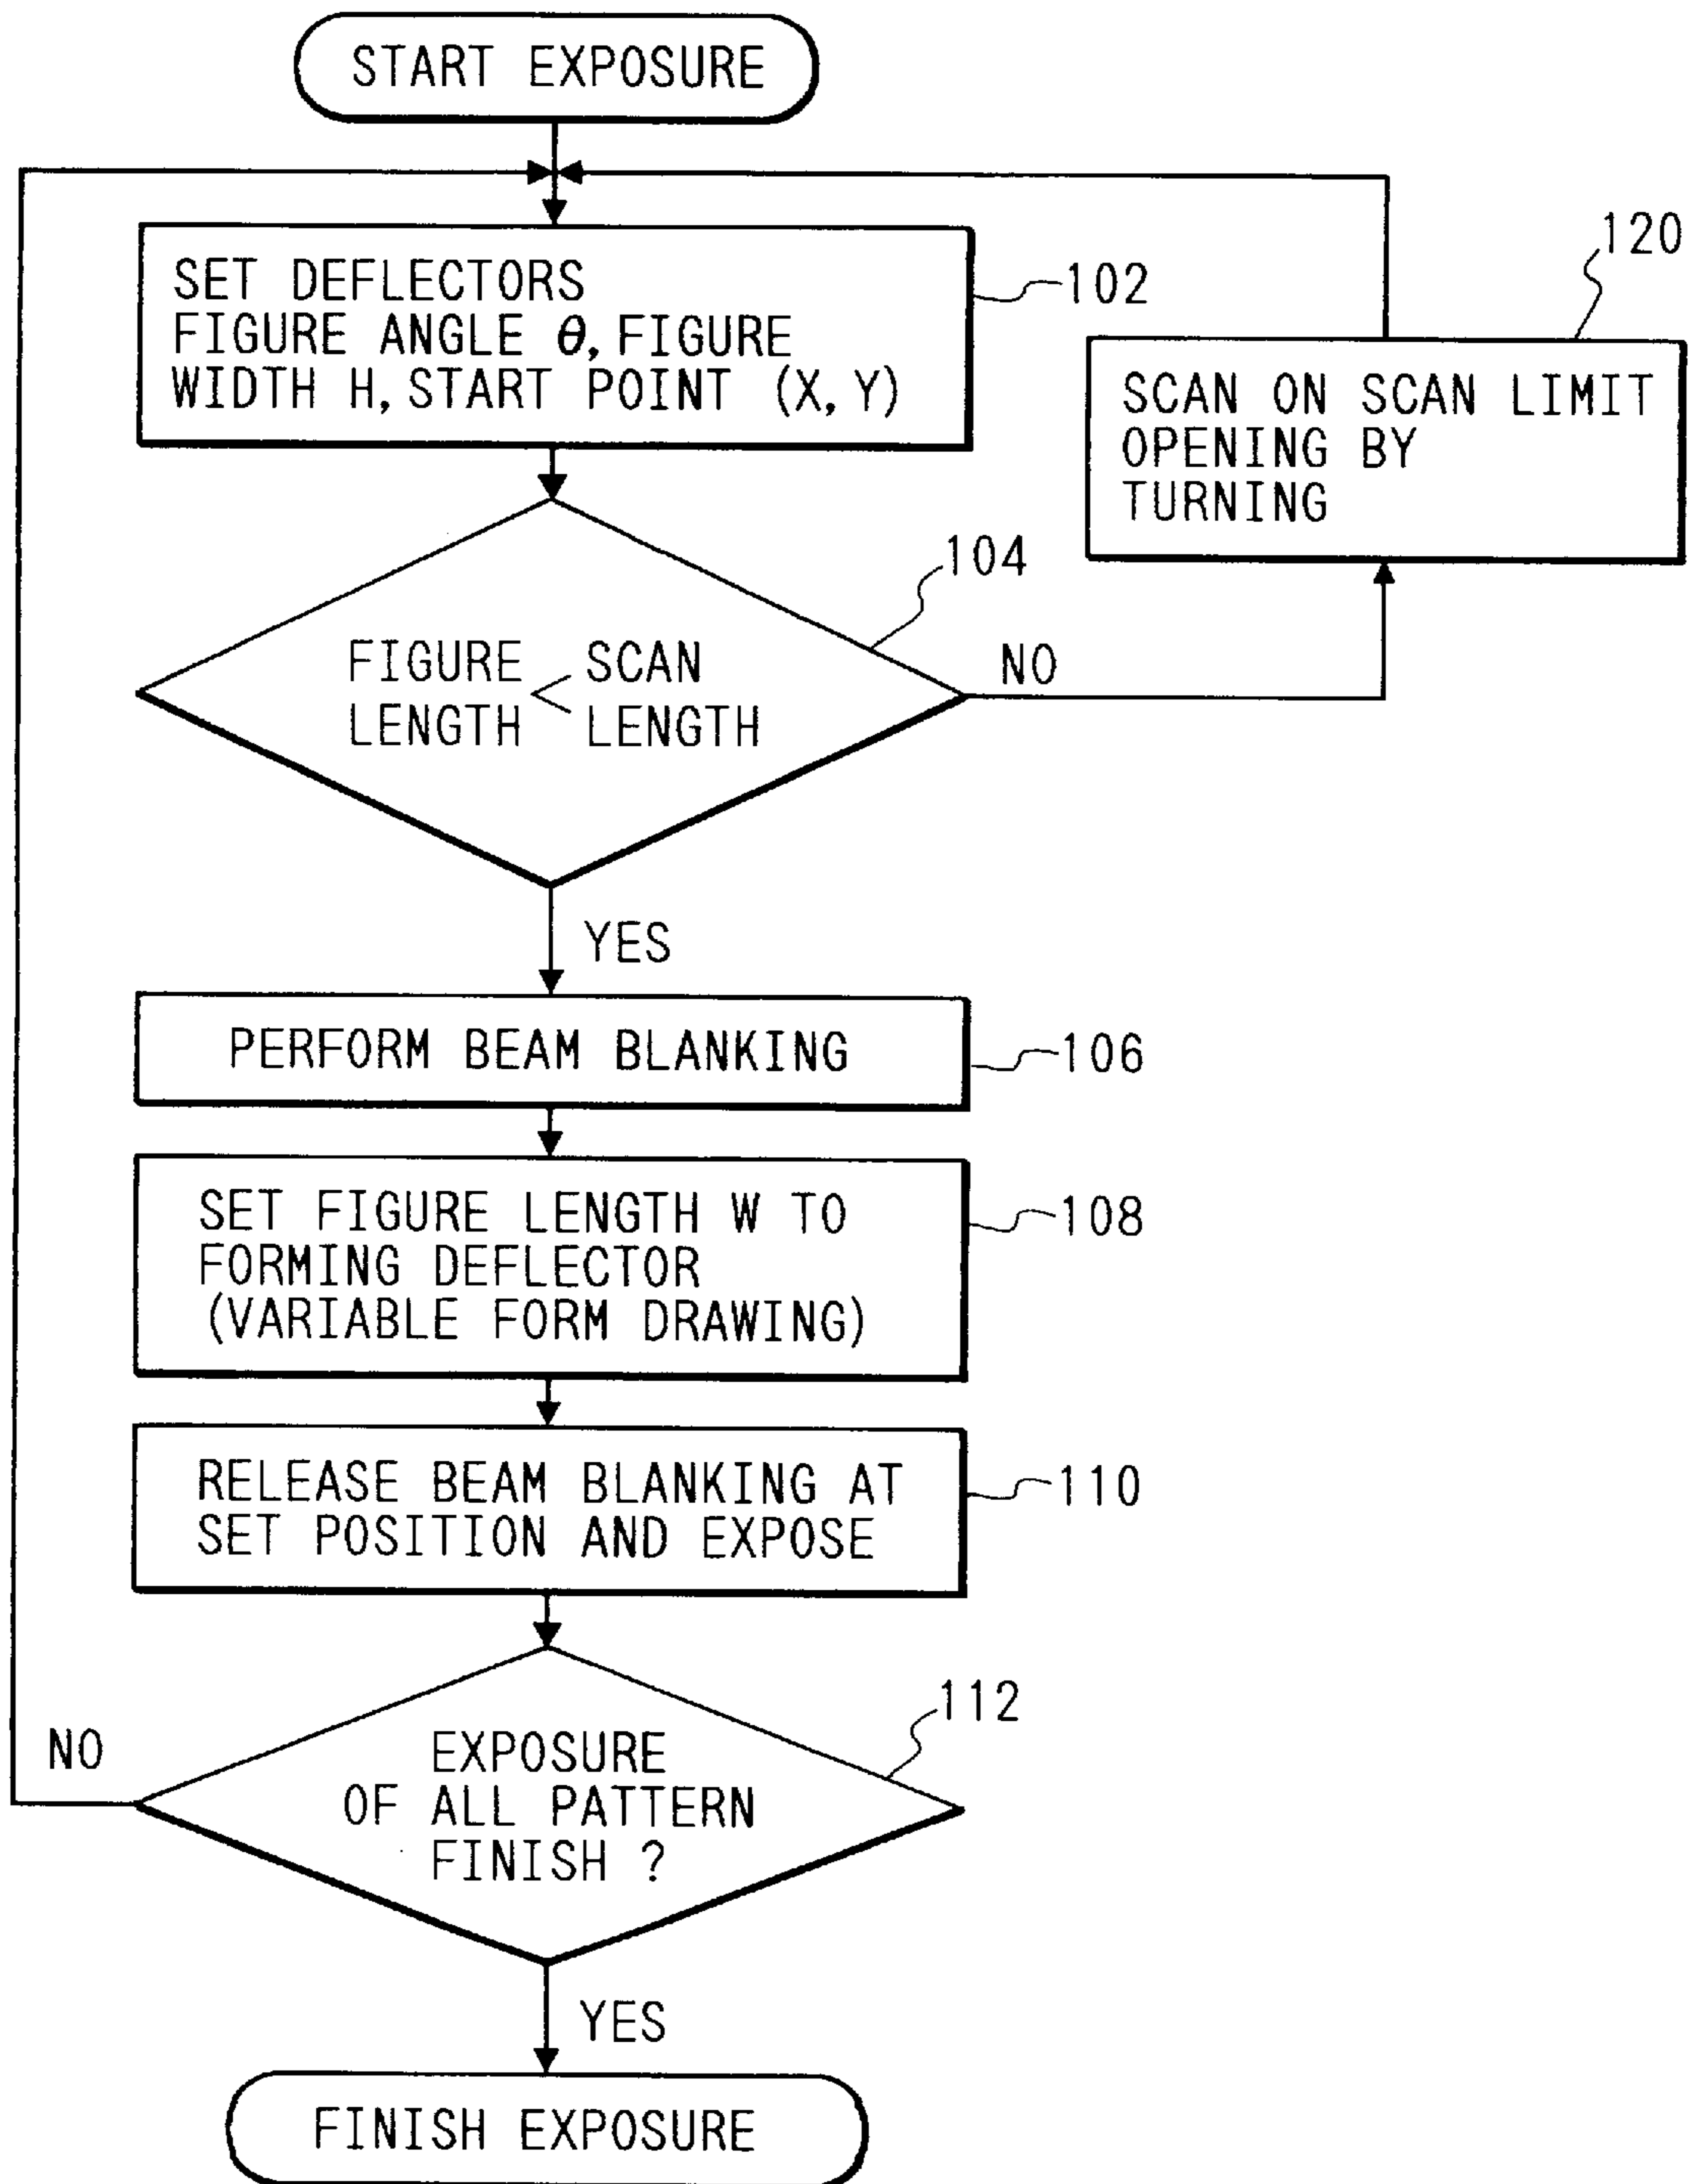 START EXPOSURE
SET DEFLECTORS
FIGURE ANGLE θ, FIGURE
WIDTH H, START POINT (X, Y)
102
120
SCAN ON SCAN LIMIT
OPENING BY
TURNING
104
FIGURE < SCAN
LENGTH LENGTH
NO
YES
PERFORM BEAM BLANKING
106
SET FIGURE LENGTH W TO
FORMING DEFLECTOR
(VARIABLE FORM DRAWING)
108
RELEASE BEAM BLANKING AT
SET POSITION AND EXPOSE
110
112
NO
EXPOSURE
OF ALL PATTERN
FINISH ?
YES
FINISH EXPOSURE